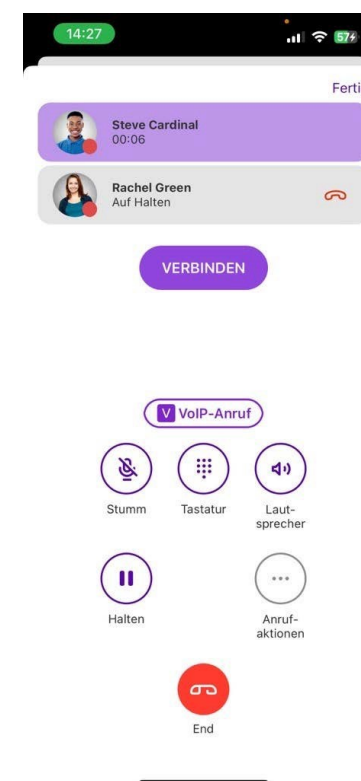 14:27
57
Ferti
Steve Cardinal
00:06
Rachel Green
Auf Halten
VERBINDEN
V VoIP-Anruf
Stumm
Tastatur
Laut-
sprecher
Halten
Anruf-
aktionen
End